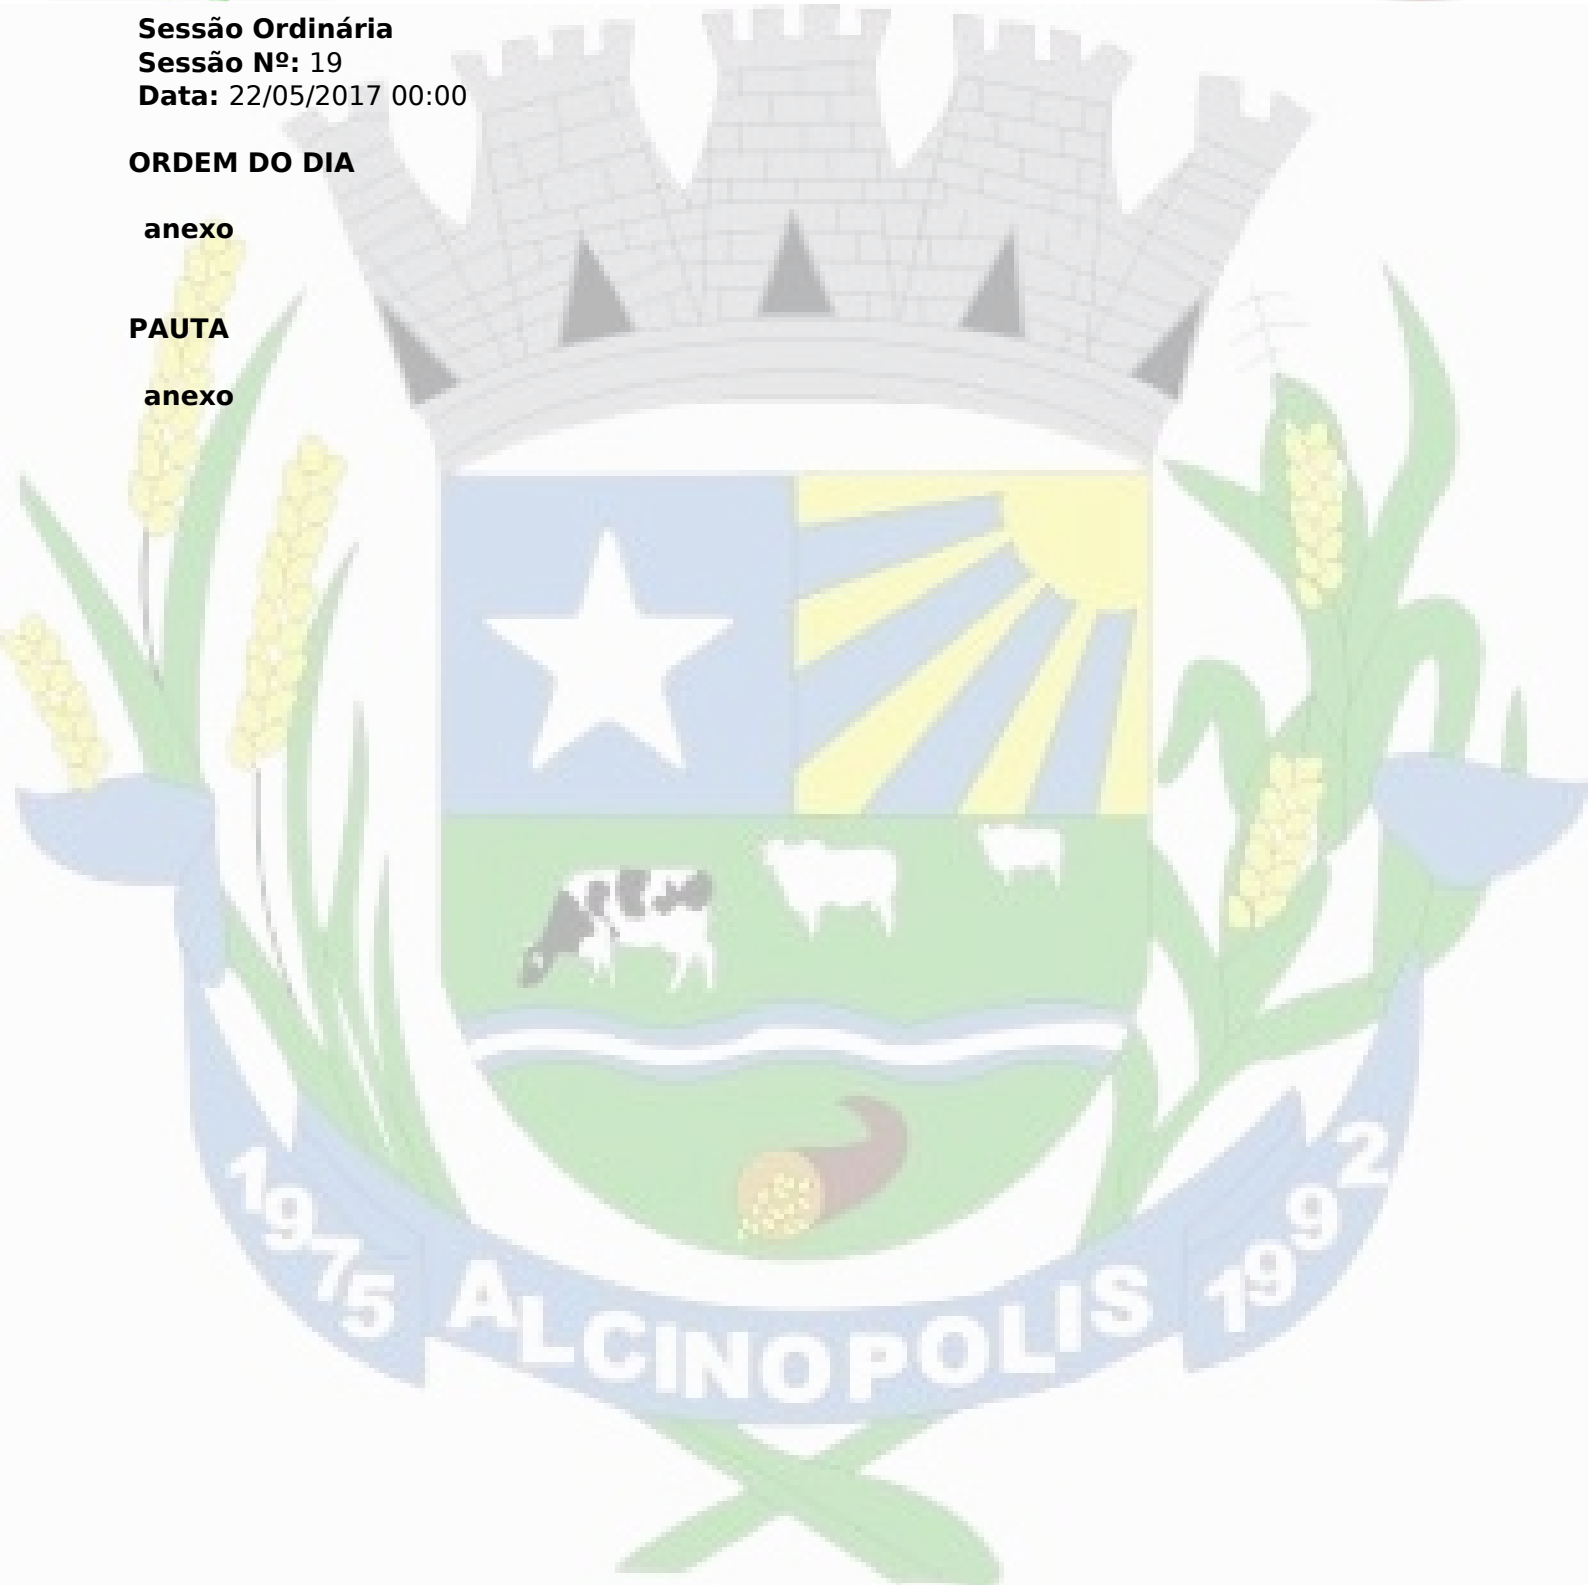 Sessão Ordinária
Sessão Nº: 19
Data: 22/05/2017 00:00
ORDEM DO DIA
anexo
PAUTA
anexo
1975 ALCINOPOLIS 1992